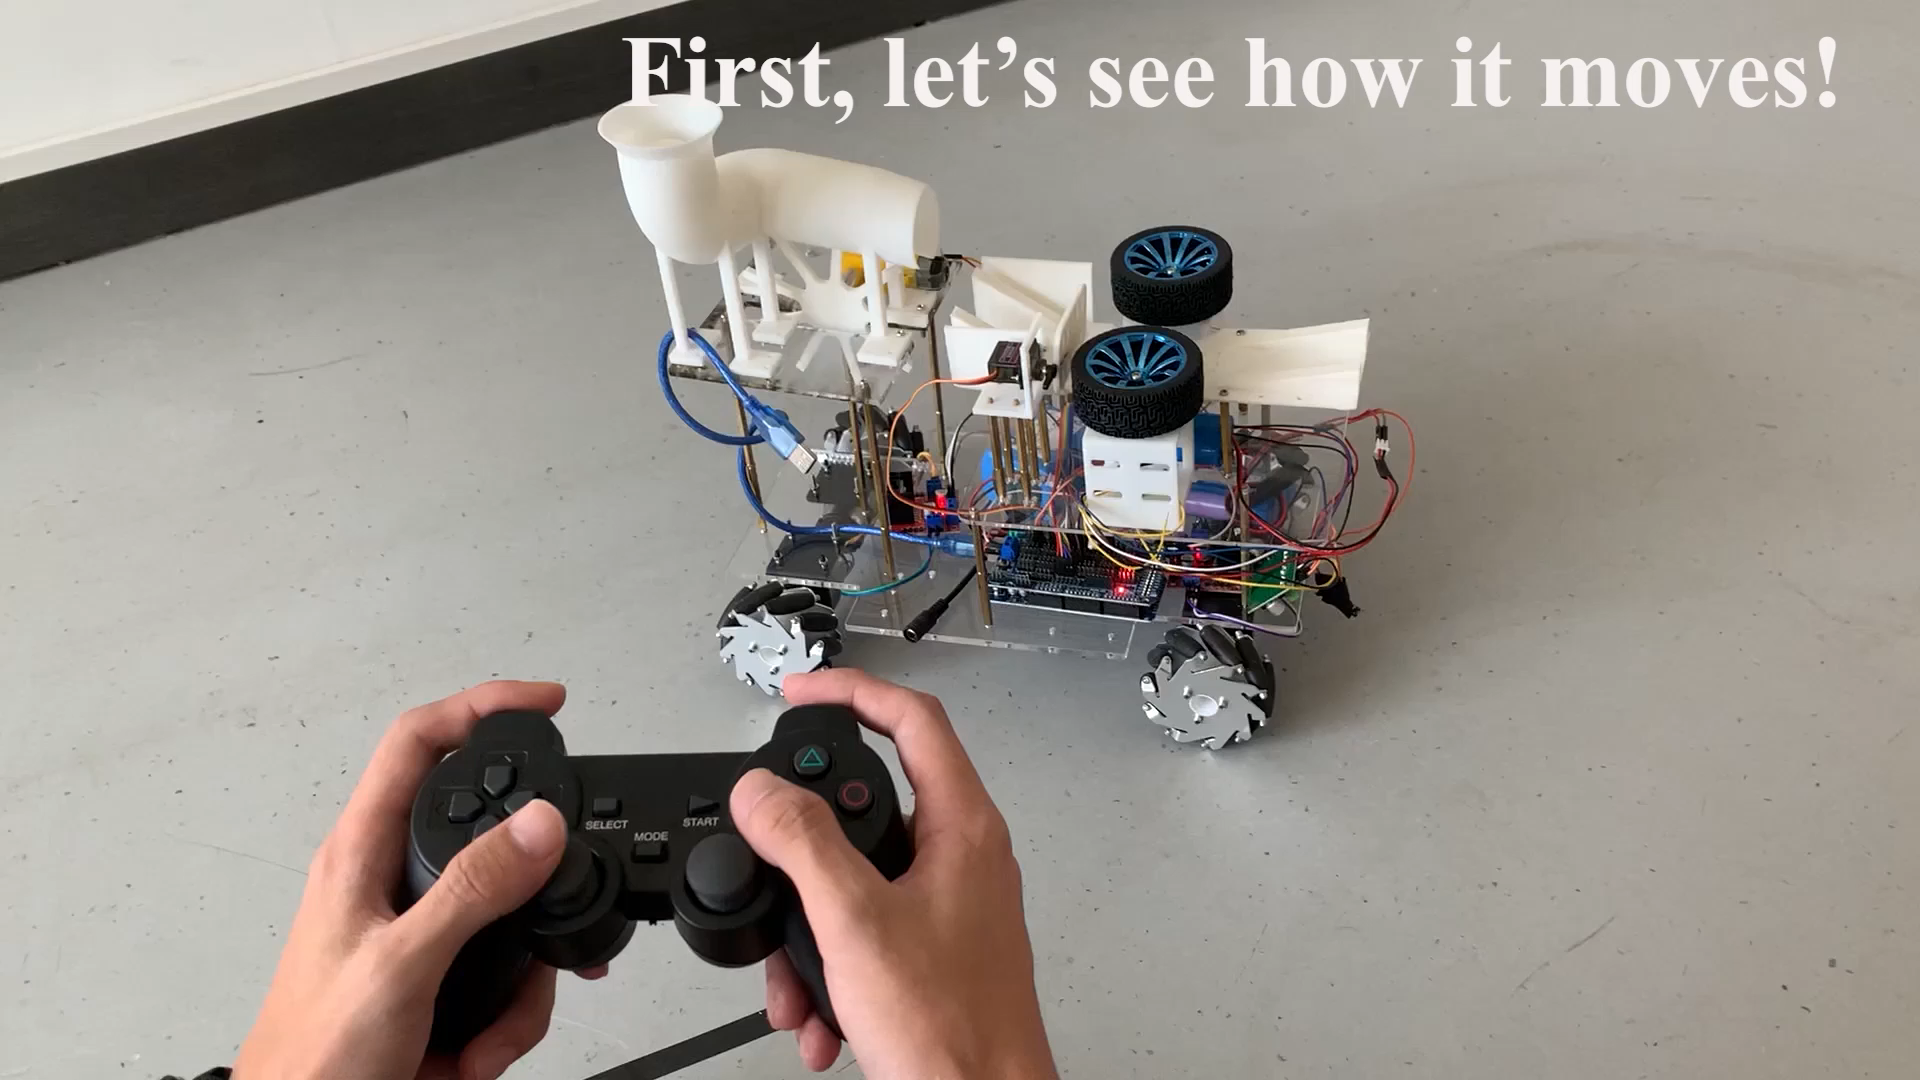 First, let’s see how it moves!
SELECT
MODE
START